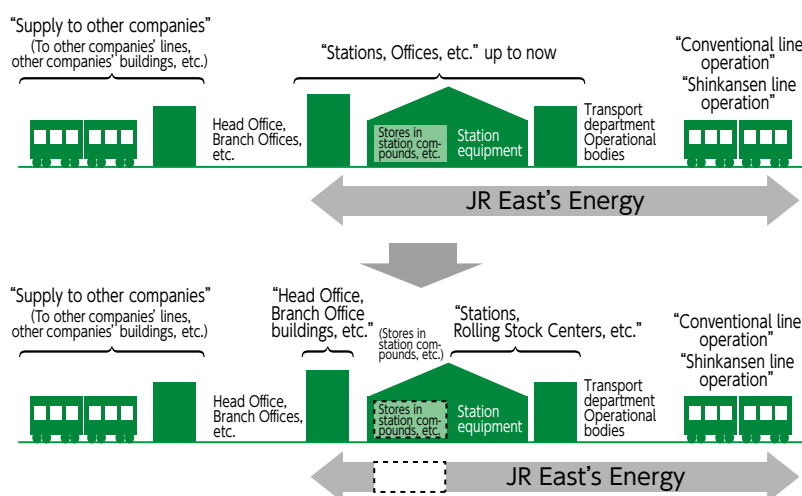 “Supply to other companies”
(To other companies’ lines,
other companies’ buildings, etc.)
“Stations, Offices, etc.” up to now
“Conventional line
operation”
“Shinkansen line
operation”
Head Office,
Branch Offices,
etc.
Stores in
station com-
pounds, etc.
Station
equipment
Transport
department
Operational
bodies
JR East’s Energy
“Supply to other companies”
(To other companies’ lines,
other companies’ buildings, etc.)
“Head Office,
Branch Office
buildings, etc.”
(Stores in
station com-
pounds, etc.)
“Stations,
Rolling Stock Centers, etc.”
“Conventional line
operation”
“Shinkansen line
operation”
Head Office,
Branch Offices,
etc.
Stores in
station com-
pounds, etc.
Station
equipment
Transport
department
Operational
bodies
JR East’s Energy